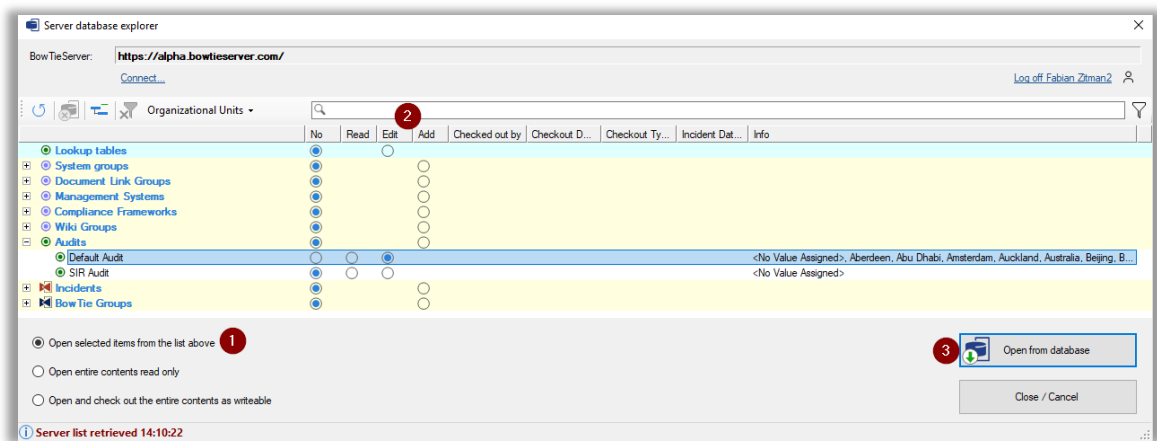 Server database explorer
BowTieServer: https://alpha.bowtieserver.com/
Connect... Log off Fabian Zitman2
Organizational Units
2
No Read Edit Add Checked out by Checkout D... Checkout Ty... Incident Dat... Info
Lookup tables
System groups
Document Link Groups
Management Systems
Compliance Frameworks
Wiki Groups
Audits
Default Audit <No Value Assigned>, Aberdeen, Abu Dhabi, Amsterdam, Auckland, Australia, Beijing, B...
SIR Audit <No Value Assigned>
Incidents
BowTie Groups
Open selected items from the list above 1
3 Open from database
Open entire contents read only
Close / Cancel
Open and check out the entire contents as writeable
Server list retrieved 14:10:22